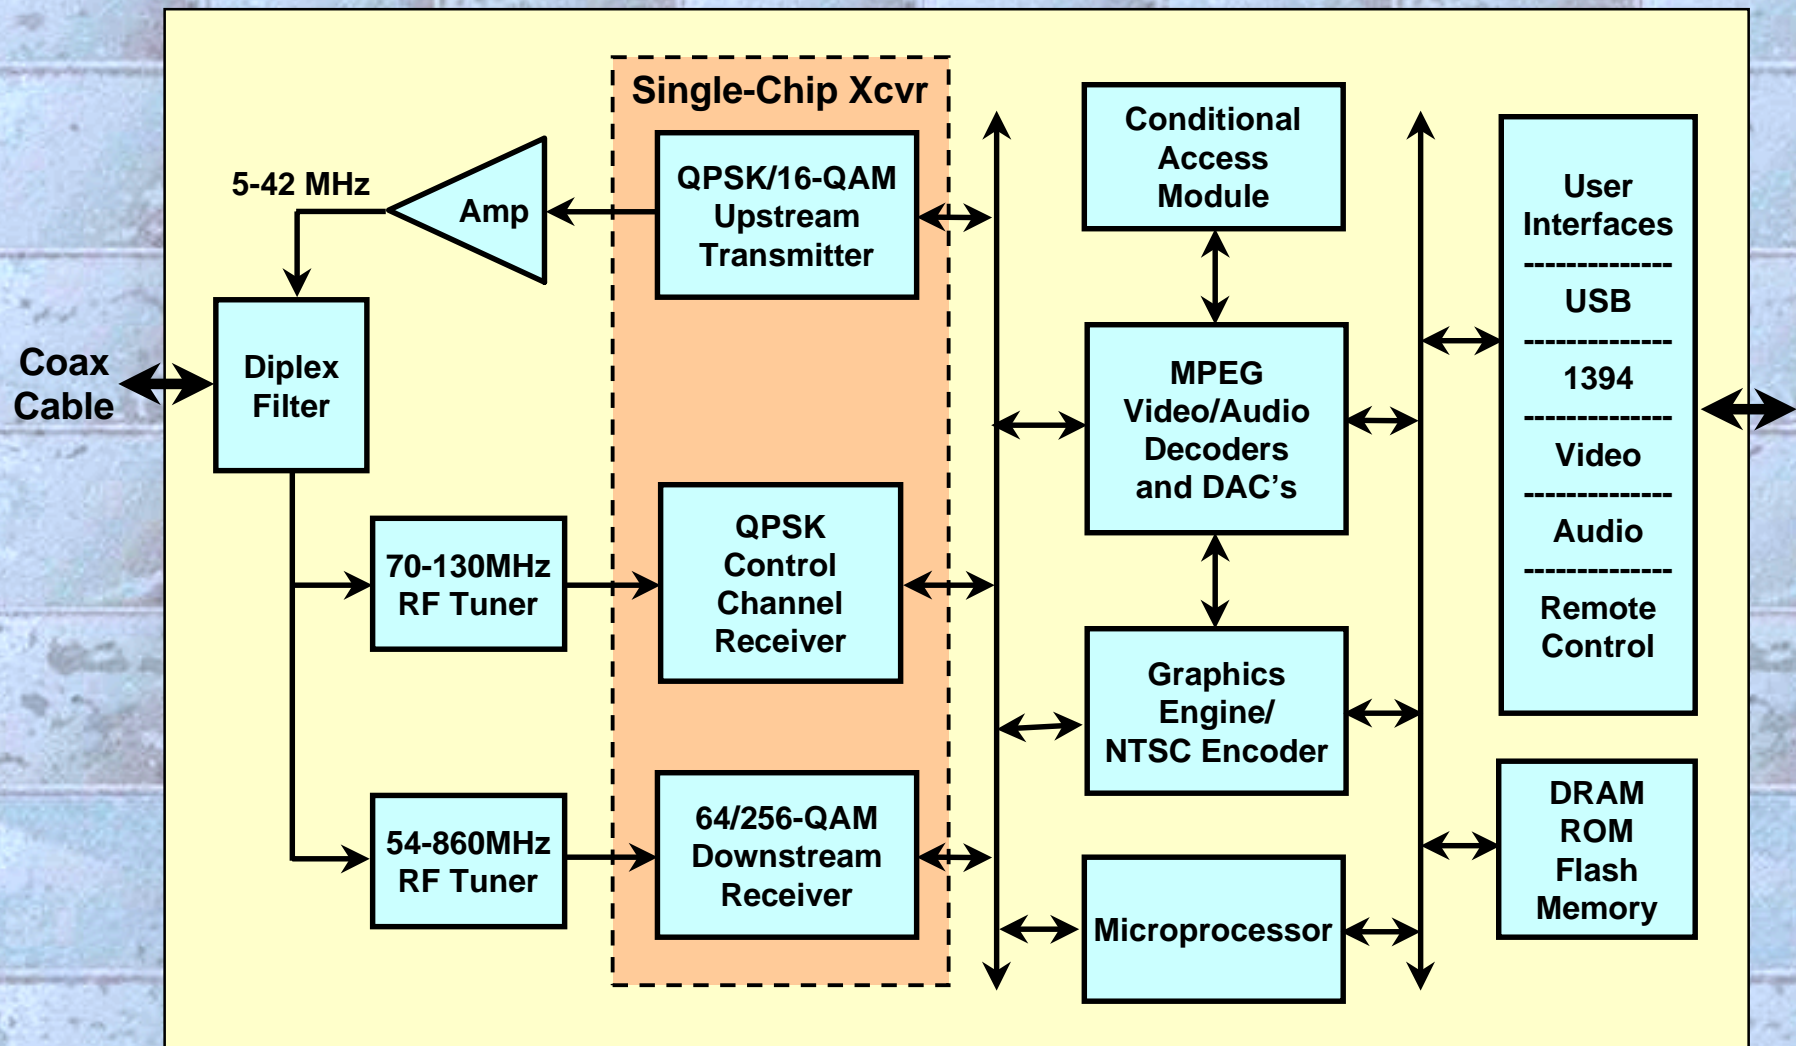 Single-Chip Xcvr
5-42 MHz
Amp
QPSK/16-QAM
Upstream
Transmitter
Coax
Cable
Diplex
Filter
70-130MHz
RF Tuner
QPSK
Control
Channel
Receiver
54-860MHz
RF Tuner
64/256-QAM
Downstream
Receiver
Conditional
Access
Module
MPEG
Video/Audio
Decoders
and DAC’s
Graphics
Engine/
NTSC Encoder
Microprocessor
User
Interfaces
--------------
USB
--------------
1394
--------------
Video
--------------
Audio
--------------
Remote
Control
DRAM
ROM
Flash
Memory